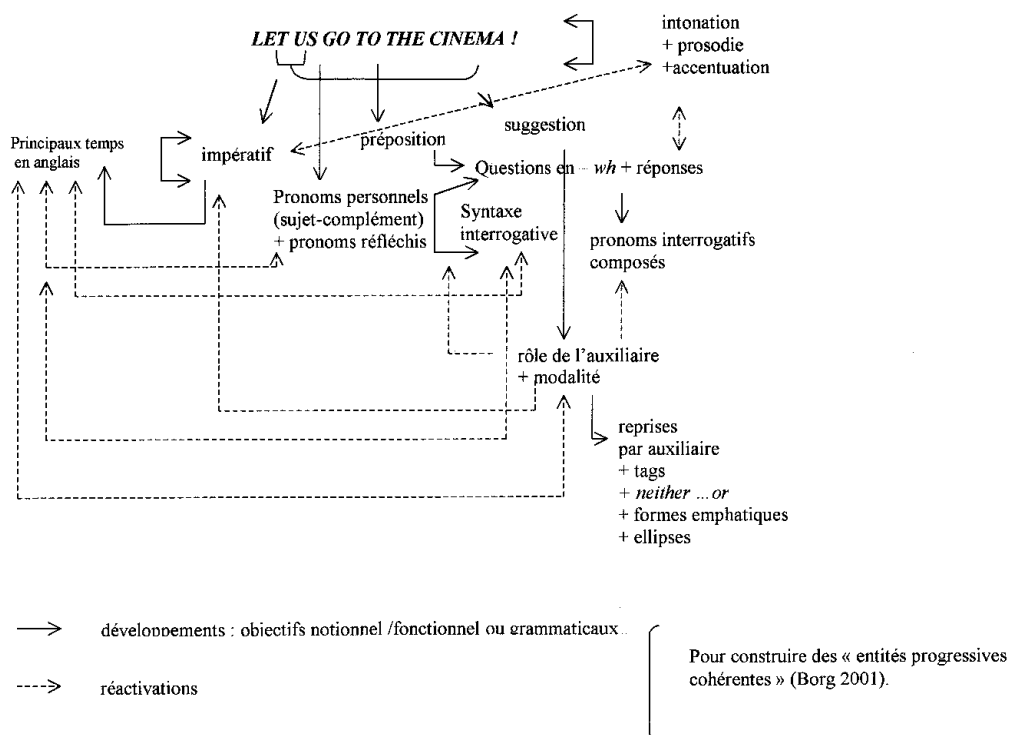 LET US GO TO THE CINEMA !
intonation
+ prosodie
+accentuation
Principaux temps
en anglais
impératif
préposition
suggestion
Questions en wh + réponses
Pronoms personnels
(sujet-complément)
+ pronoms réfléchis
Syntaxe
interrogative
pronoms interrogatifs
composés
rôle de l'auxiliaire
+ modalité
reprises
par auxiliaire
+ tags
+ neither ...or
+ formes emphatiques
+ ellipses
développements : objectifs notionnel /fonctionnel ou grammaticaux
réactivations
Pour construire des « entités progressives
cohérentes » (Borg 2001).